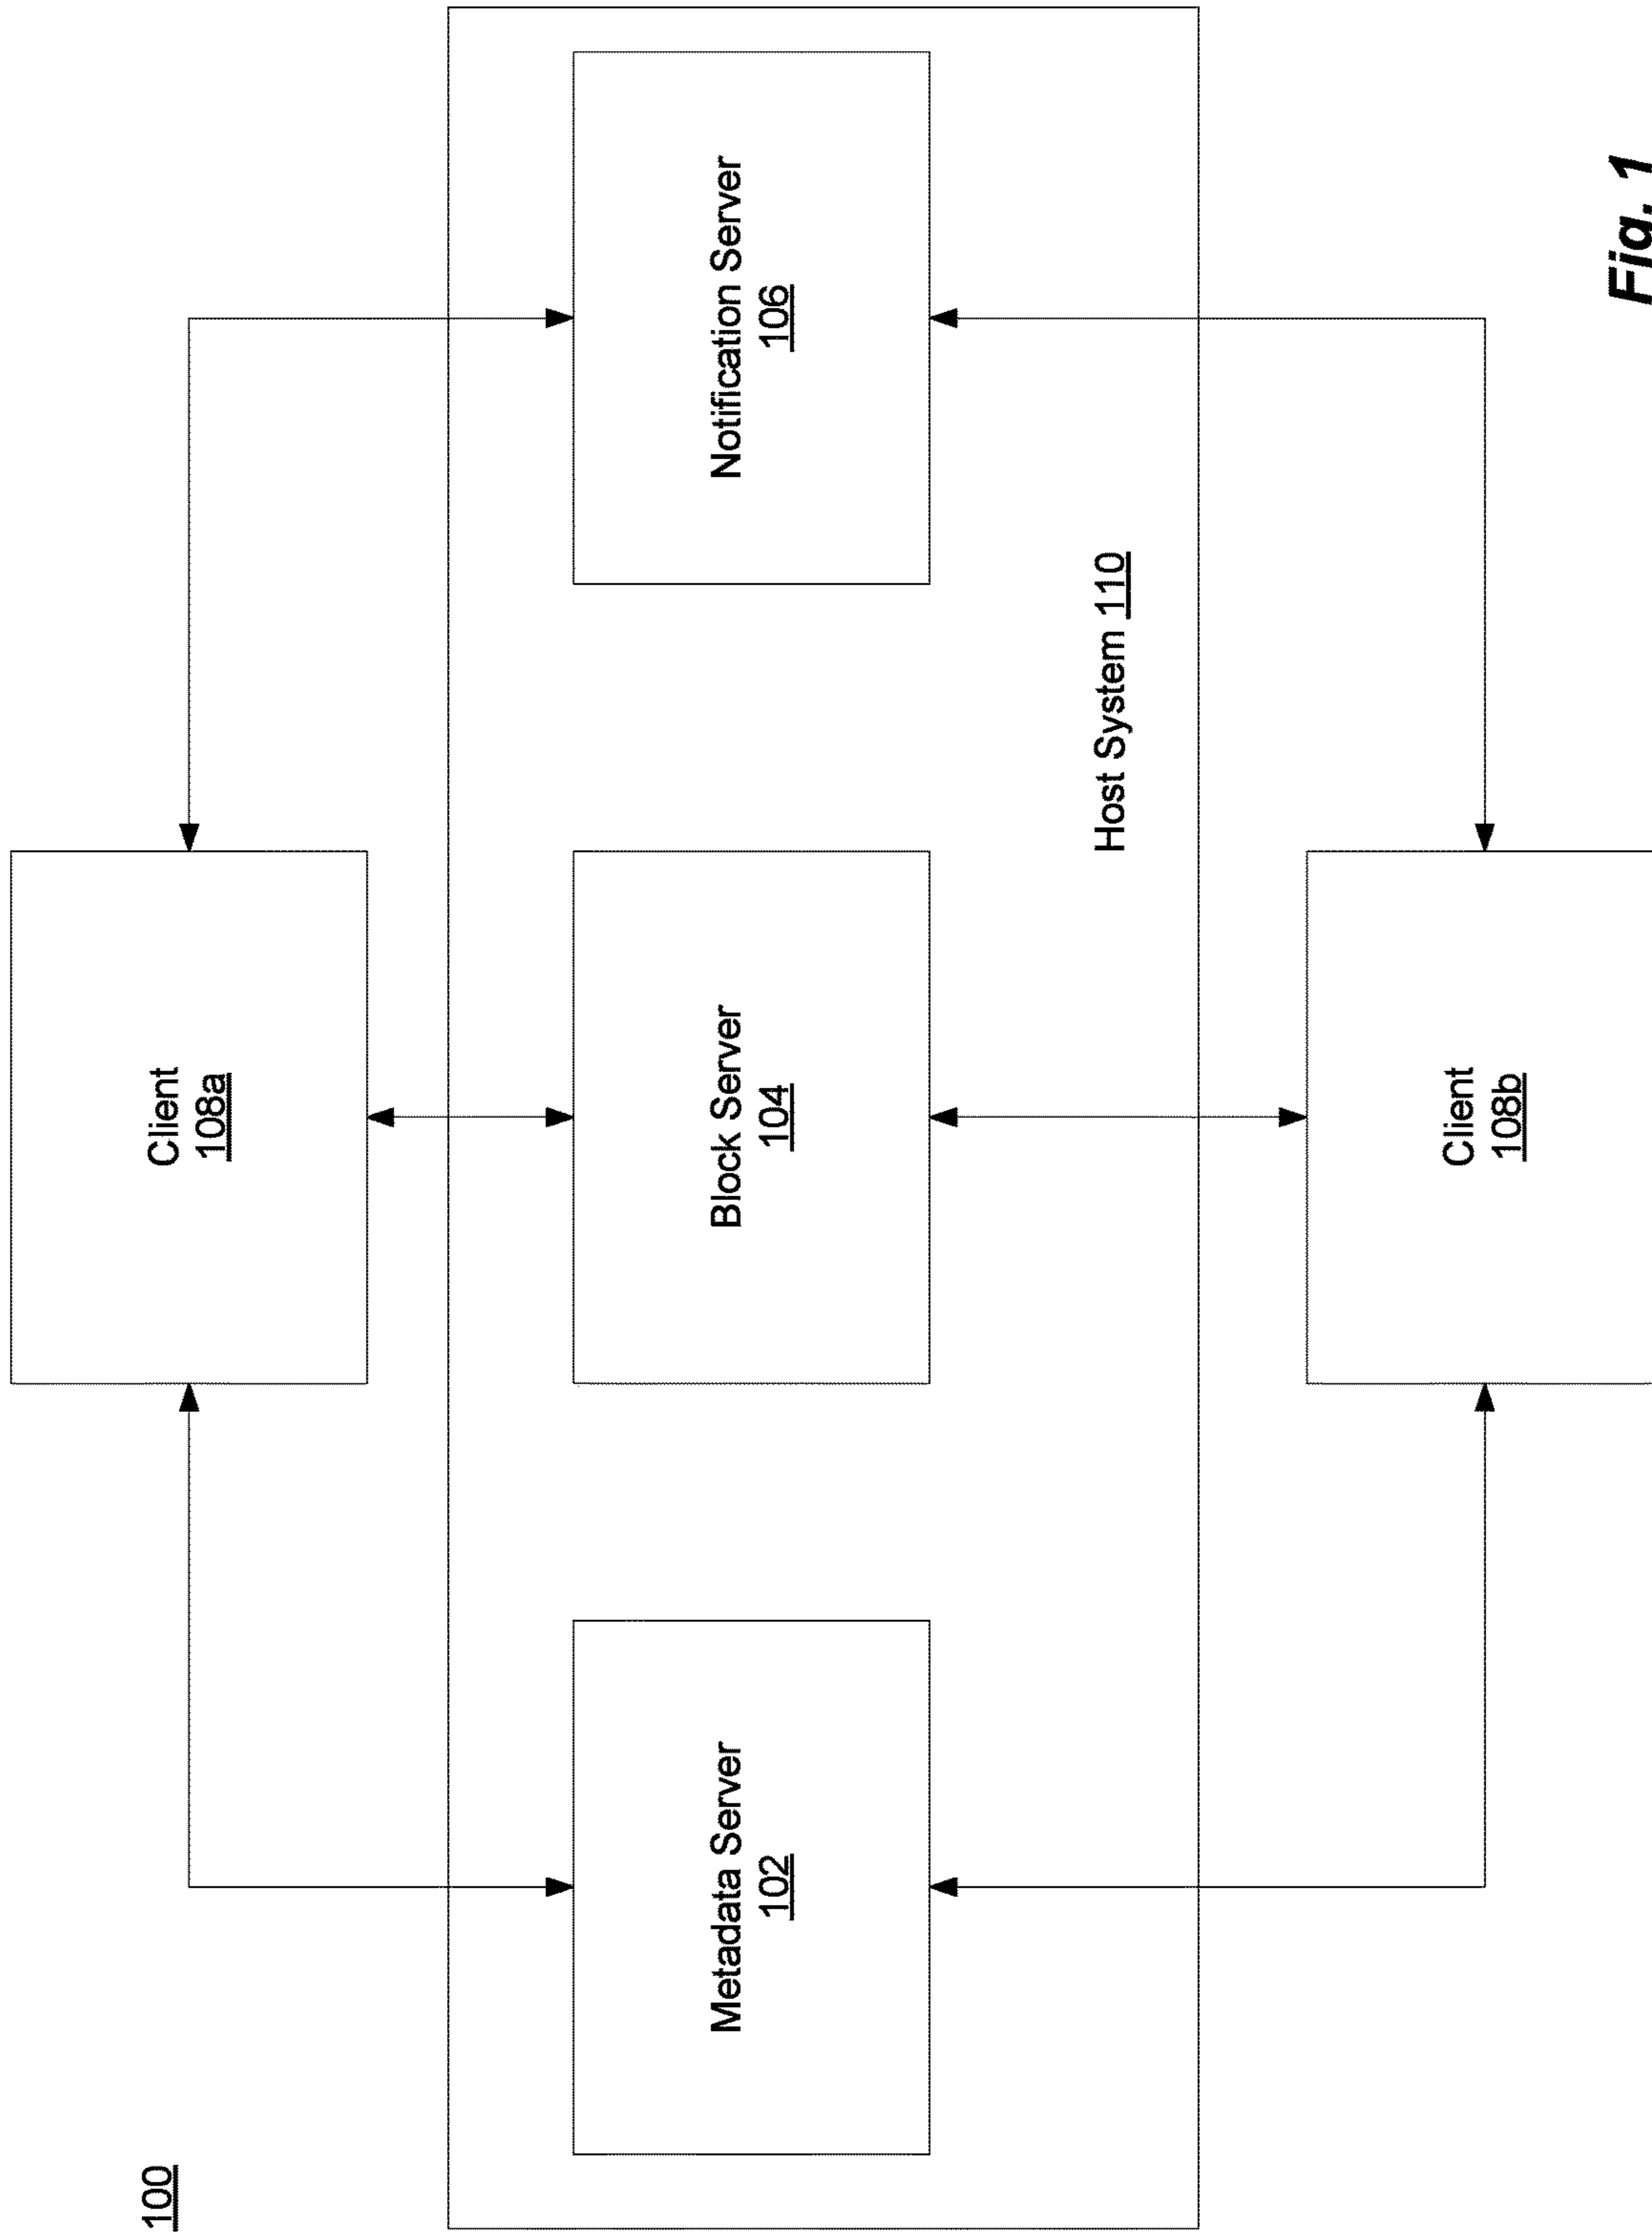 100
Client
108a
Metadata Server
102
Block Server
104
Notification Server
106
Host System 110
Client
108b
Fig. 1